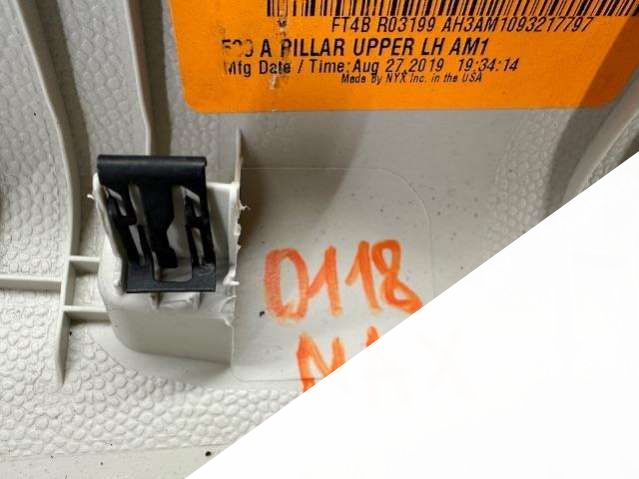 FT4B R03199 AH3AM1093217797
A PILLAR UPPER LH AM1
Mfg Date / Time:Aug 27,2019 19:34:14
Made by NYX, Inc. in the USA
0118